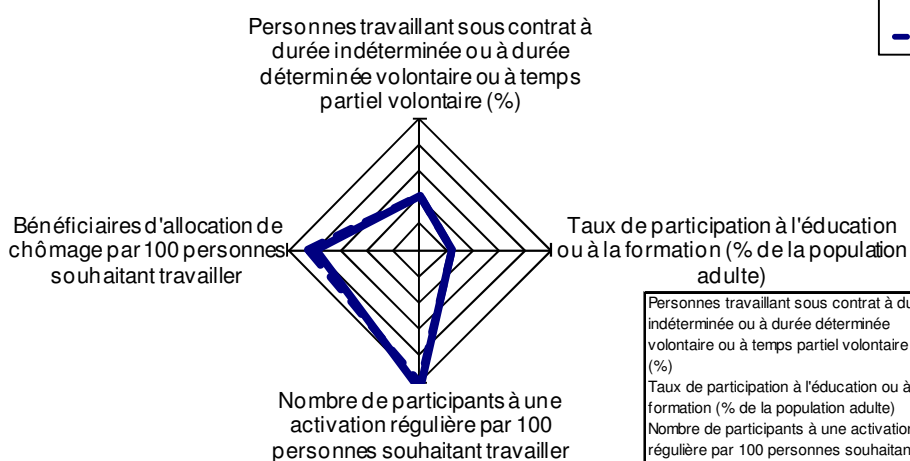 Personnes travaillant sous contrat à
durée indéterminée ou à durée
déterminée volontaire ou à temps
partiel volontaire (%)
Bénéficiaires d'allocation de
chômage par 100 personnes
souhaitant travailler
Taux de participation à l'éducation
ou à la formation (% de la population
adulte)
Nombre de participants à une
activation régulière par 100
personnes souhaitant travailler
Personnes travaillant sous contrat à
indéterminée ou à durée déterminée
volontaire ou à temps partiel volontaire
(%)
Taux de participation à l'éducation ou à
formation (% de la population adulte)
Nombre de participants à une
régulière par 100 personnes